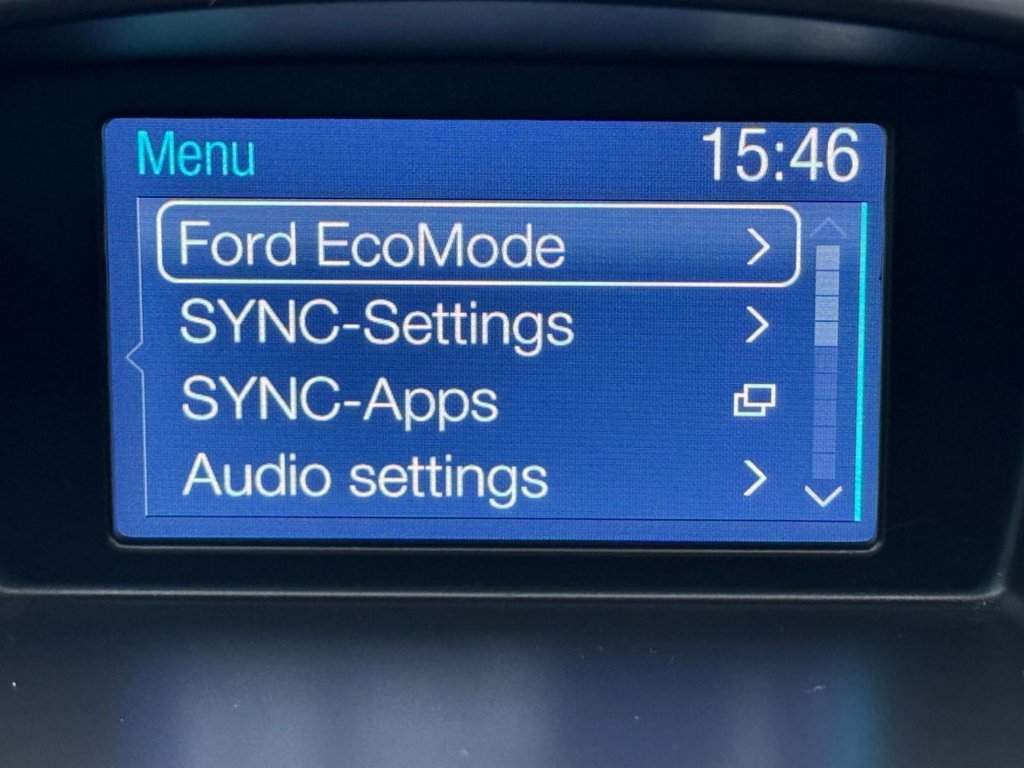 Menu 15:46
Ford EcoMode
SYNC-Settings
SYNC-Apps
Audio settings